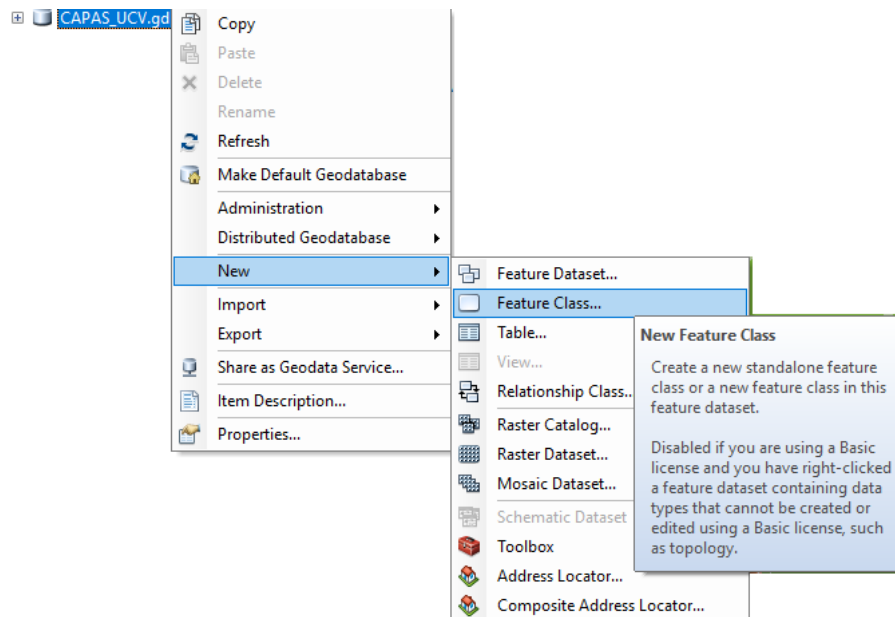 CAPAS_UCV.gd
Copy
Paste
Delete
Rename
Refresh
Make Default Geodatabase
Administration
Distributed Geodatabase
New
Import
Export
Share as Geodata Service...
Item Description...
Properties...
Feature Dataset...
Feature Class...
Table...
View...
Relationship Class..
Raster Catalog...
Raster Dataset...
Mosaic Dataset...
Schematic Dataset
Toolbox
Address Locator...
Composite Address Locator...
New Feature Class
Create a new standalone feature
class or a new feature class in this
feature dataset.
Disabled if you are using a Basic
license and you have right-clicked
a feature dataset containing data
types that cannot be created or
edited using a Basic license, such
as topology.